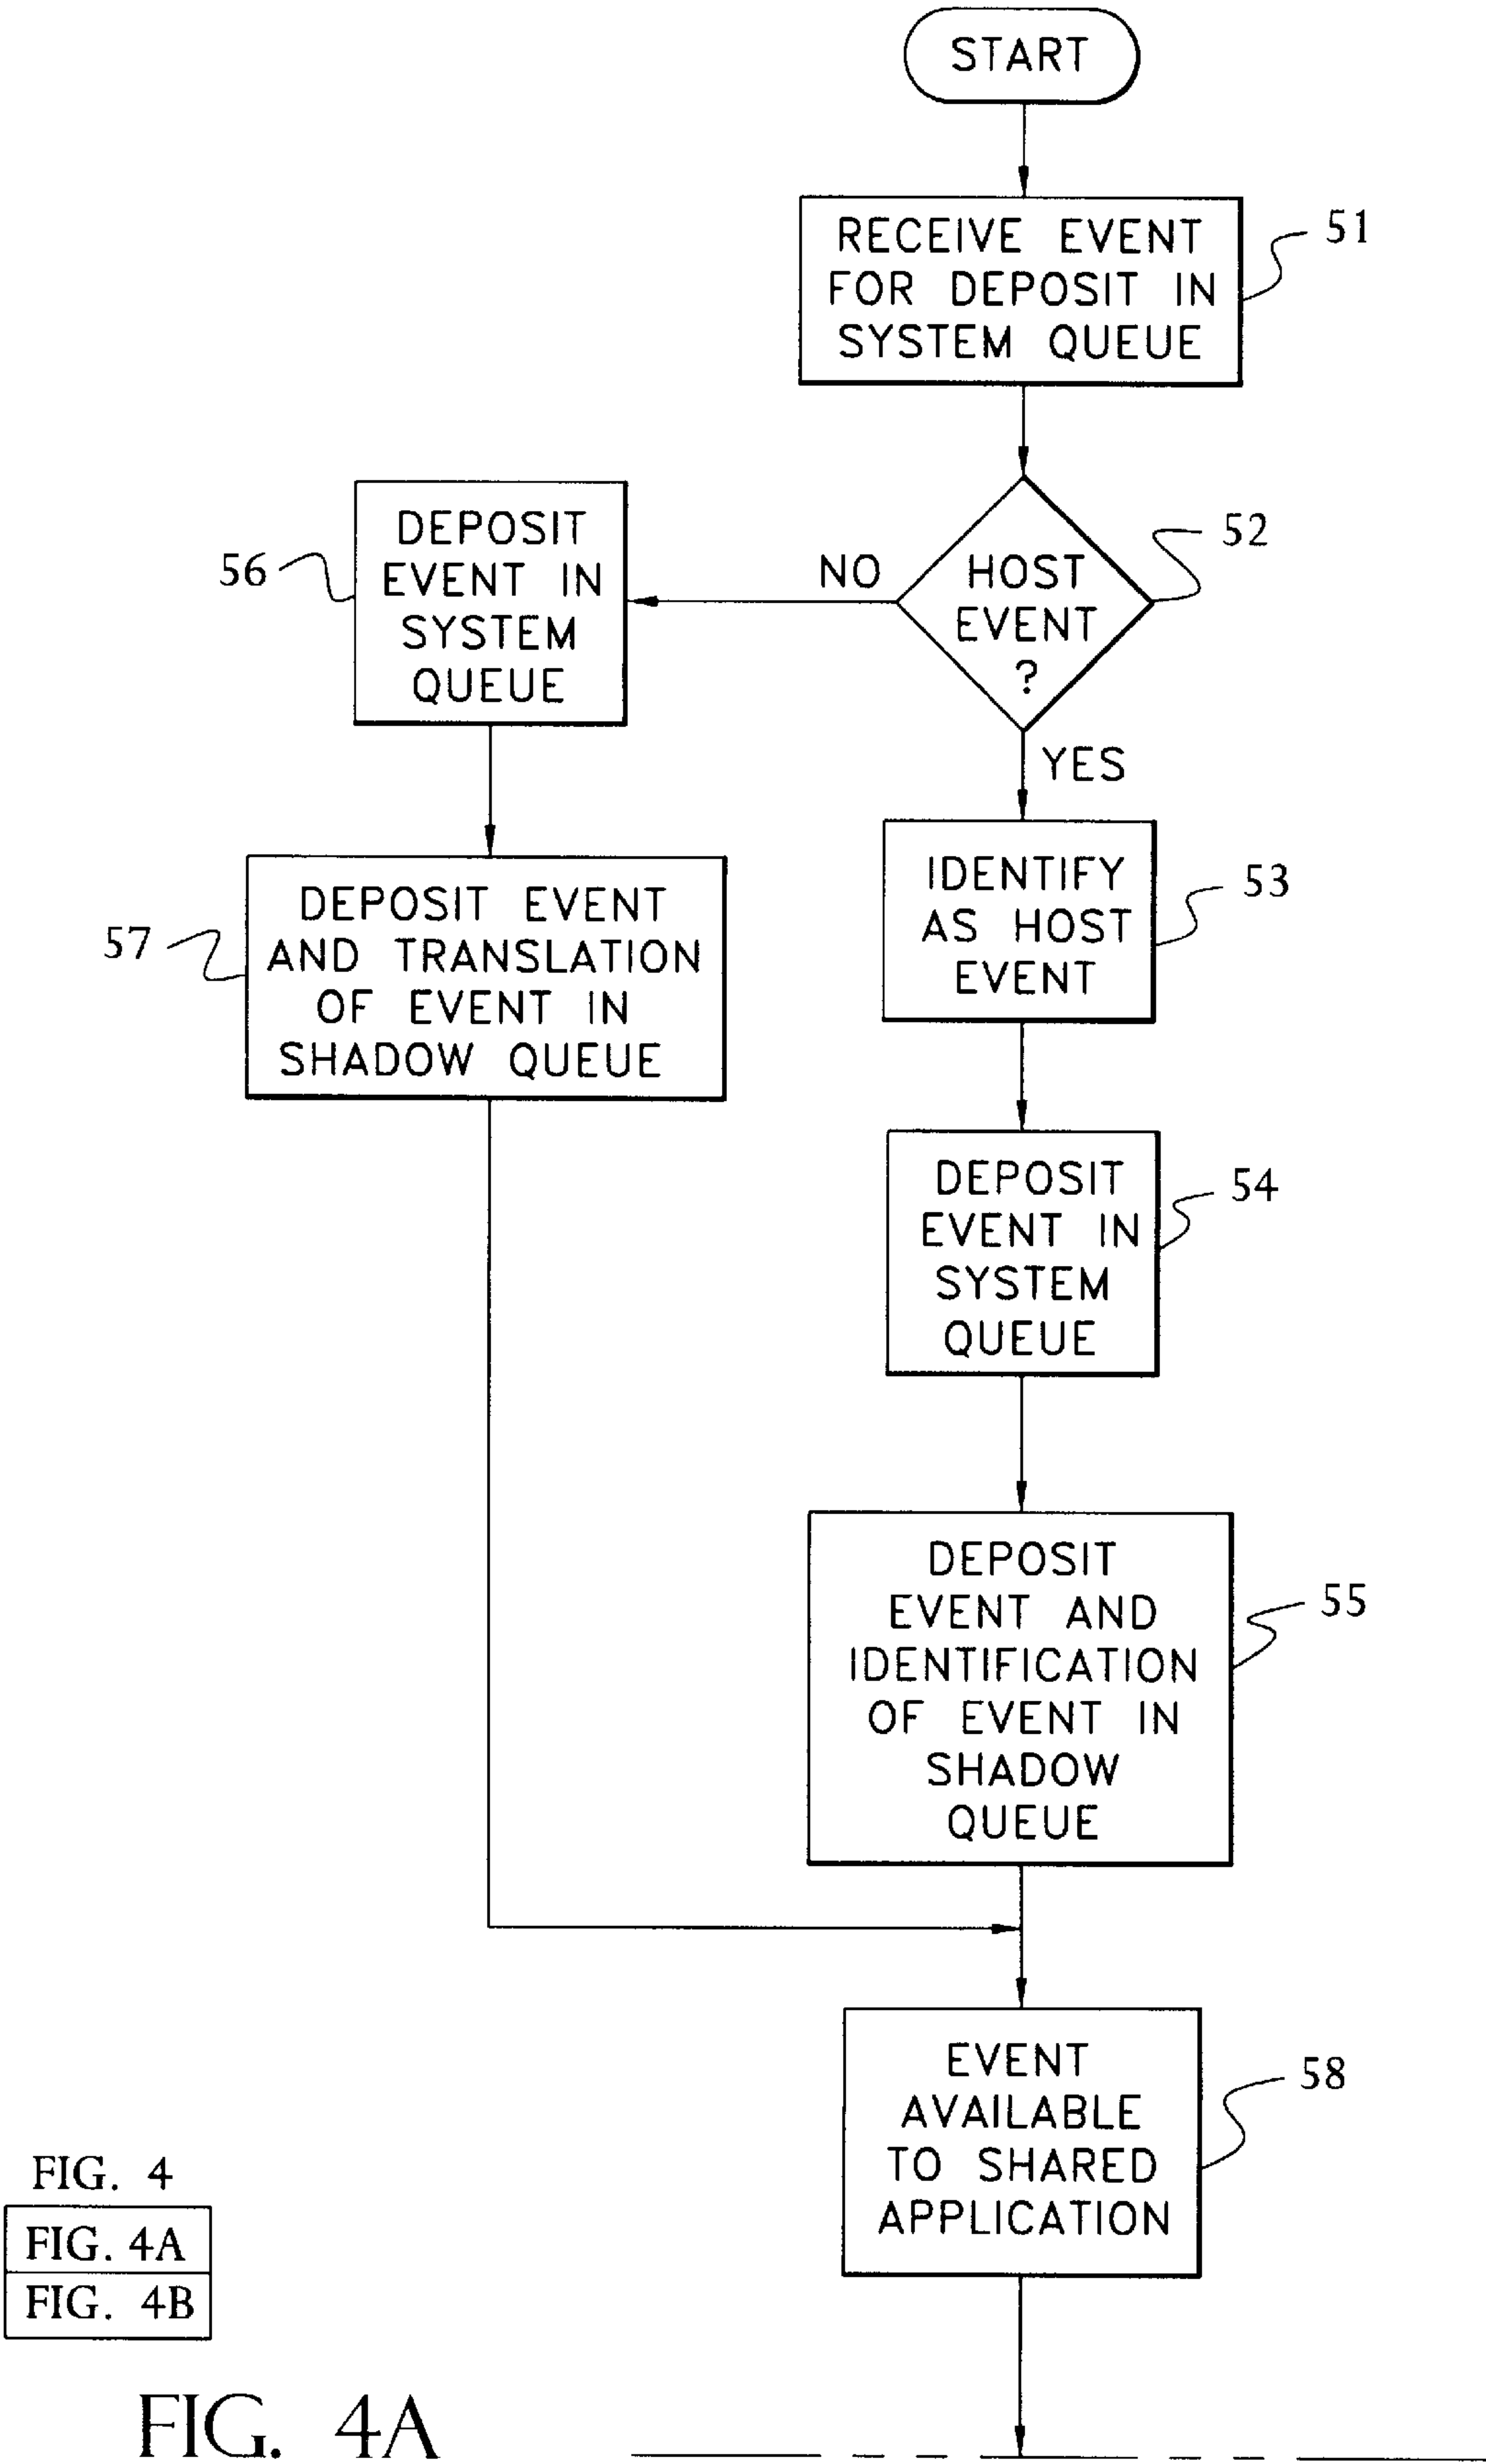 START
RECEIVE EVENT
FOR DEPOSIT IN
SYSTEM QUEUE
51
HOST
EVENT
?
52
NO
YES
DEPOSIT
EVENT IN
SYSTEM
QUEUE
56
DEPOSIT EVENT
AND TRANSLATION
OF EVENT IN
SHADOW QUEUE
57
IDENTIFY
AS HOST
EVENT
53
DEPOSIT
EVENT IN
SYSTEM
QUEUE
54
DEPOSIT
EVENT AND
IDENTIFICATION
OF EVENT IN
SHADOW
QUEUE
55
EVENT
AVAILABLE
TO SHARED
APPLICATION
58
FIG. 4
FIG. 4A
FIG. 4B
FIG. 4A